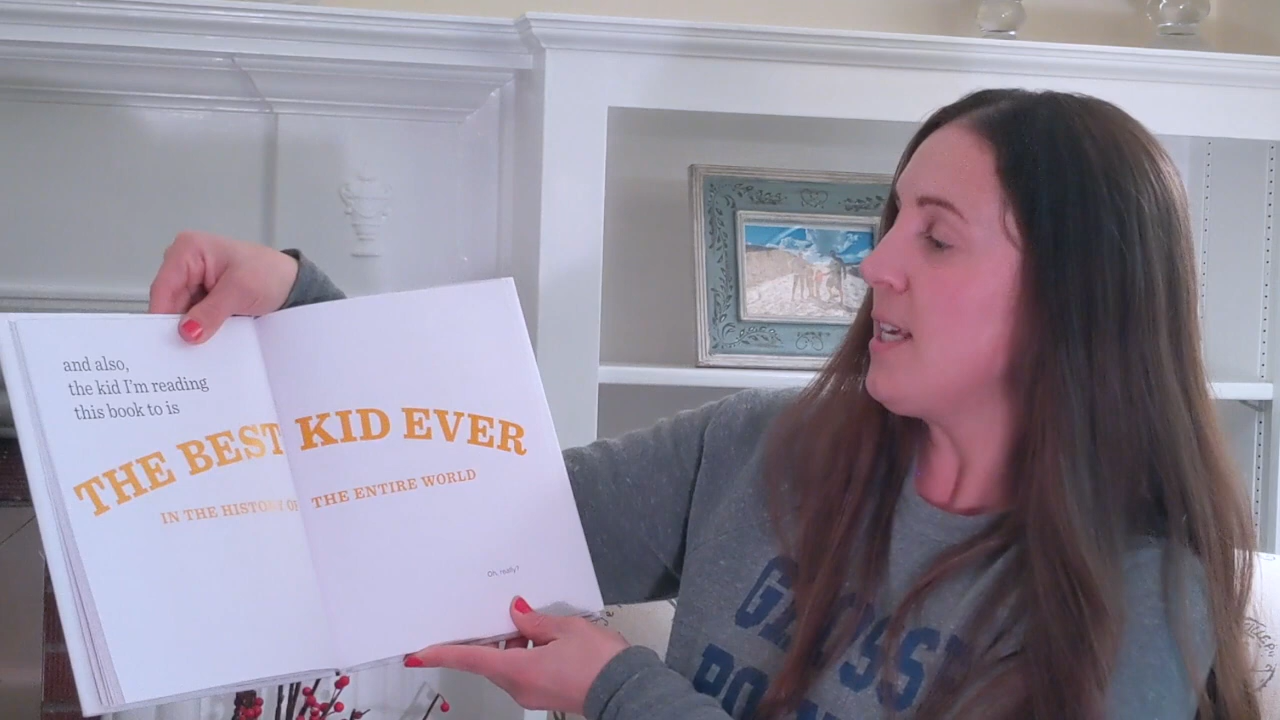 and also,
the kid I'm reading
this book to is
THE BEST KID EVER
IN THE HISTORY OF THE ENTIRE WORLD
Oh, really?